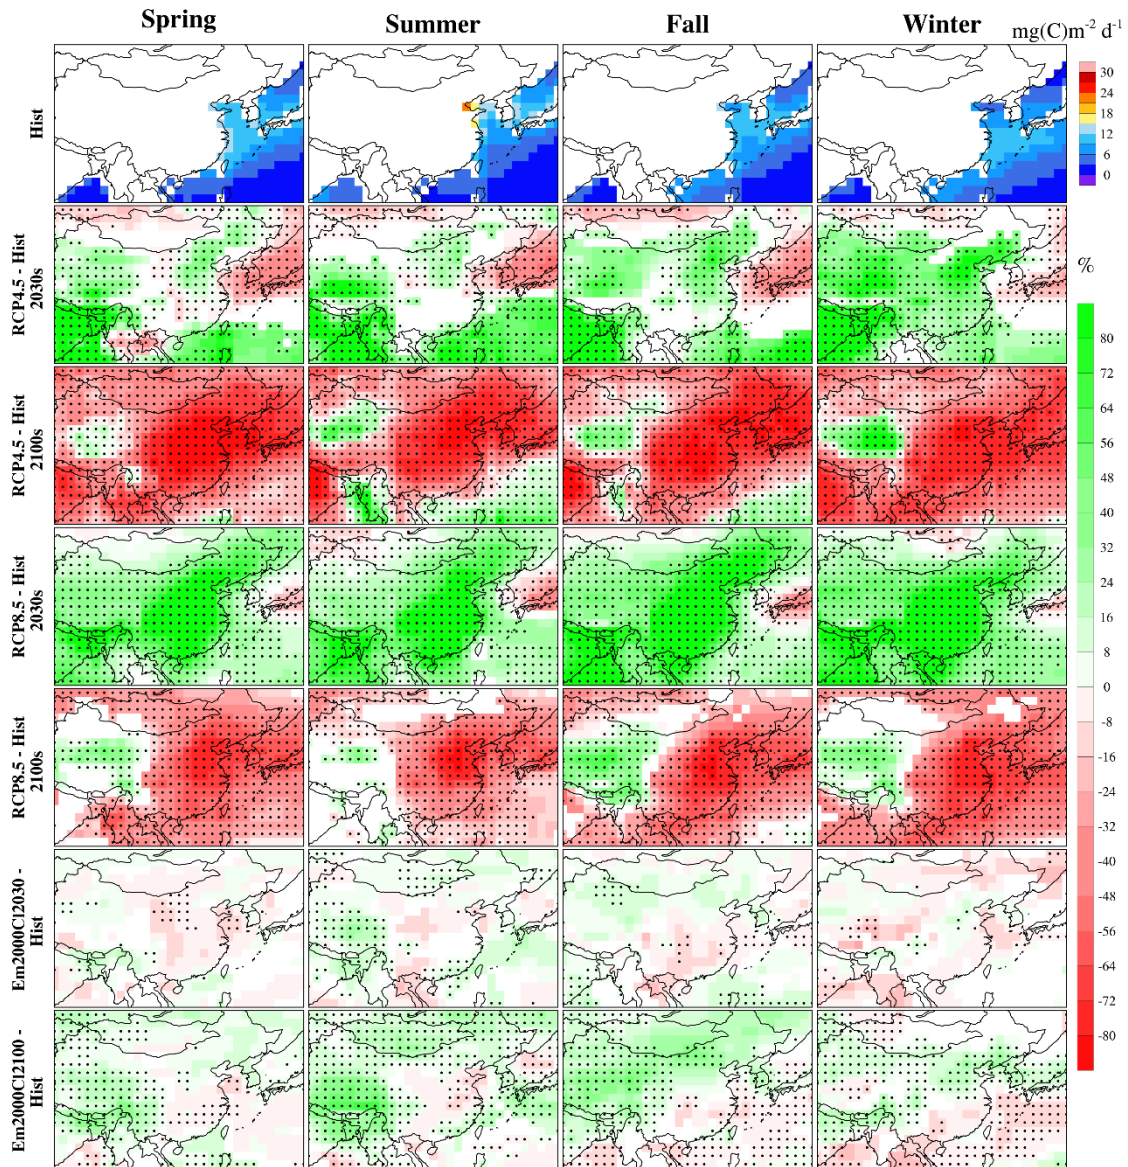 Spring Summer Fall Winter mg(C)m-2 d-1
Hist
30
24
18
12
6
0
RCP4.5 - Hist
2030s
%
RCP4.5 - Hist
2100s
80
72
64
56
48
40
32
24
16
8
0
-8
-16
-24
-32
-40
-48
-56
-64
-72
-80
RCP8.5 - Hist
2030s
RCP8.5 - Hist
2100s
Em2000Cl2030 -
Hist
Em2000Cl2100 -
Hist